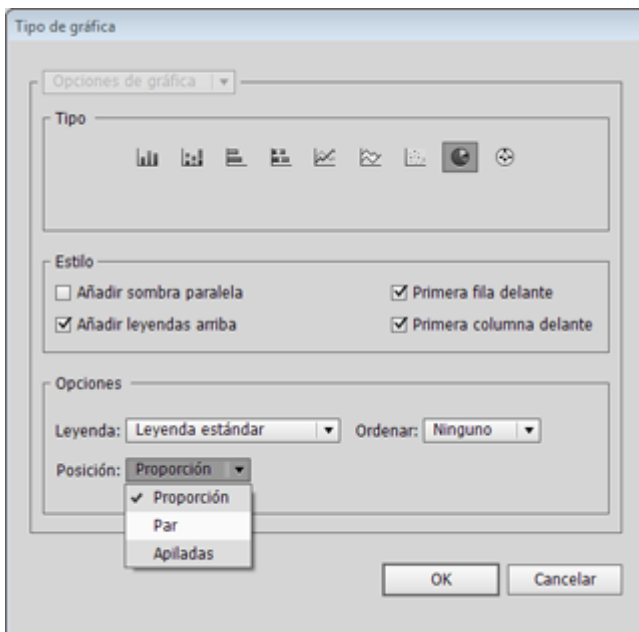 Tipo de gráfica
Opciones de gráfica
Tipo
Estilo
Añadir sombra paralela
Primera fila delante
Añadir leyendas arriba
Primera columna delante
Opciones
Leyenda: Leyenda estándar Ordenar: Ninguno
Posición: Proporción
Proporción
Par
Apiladas
OK Cancelar